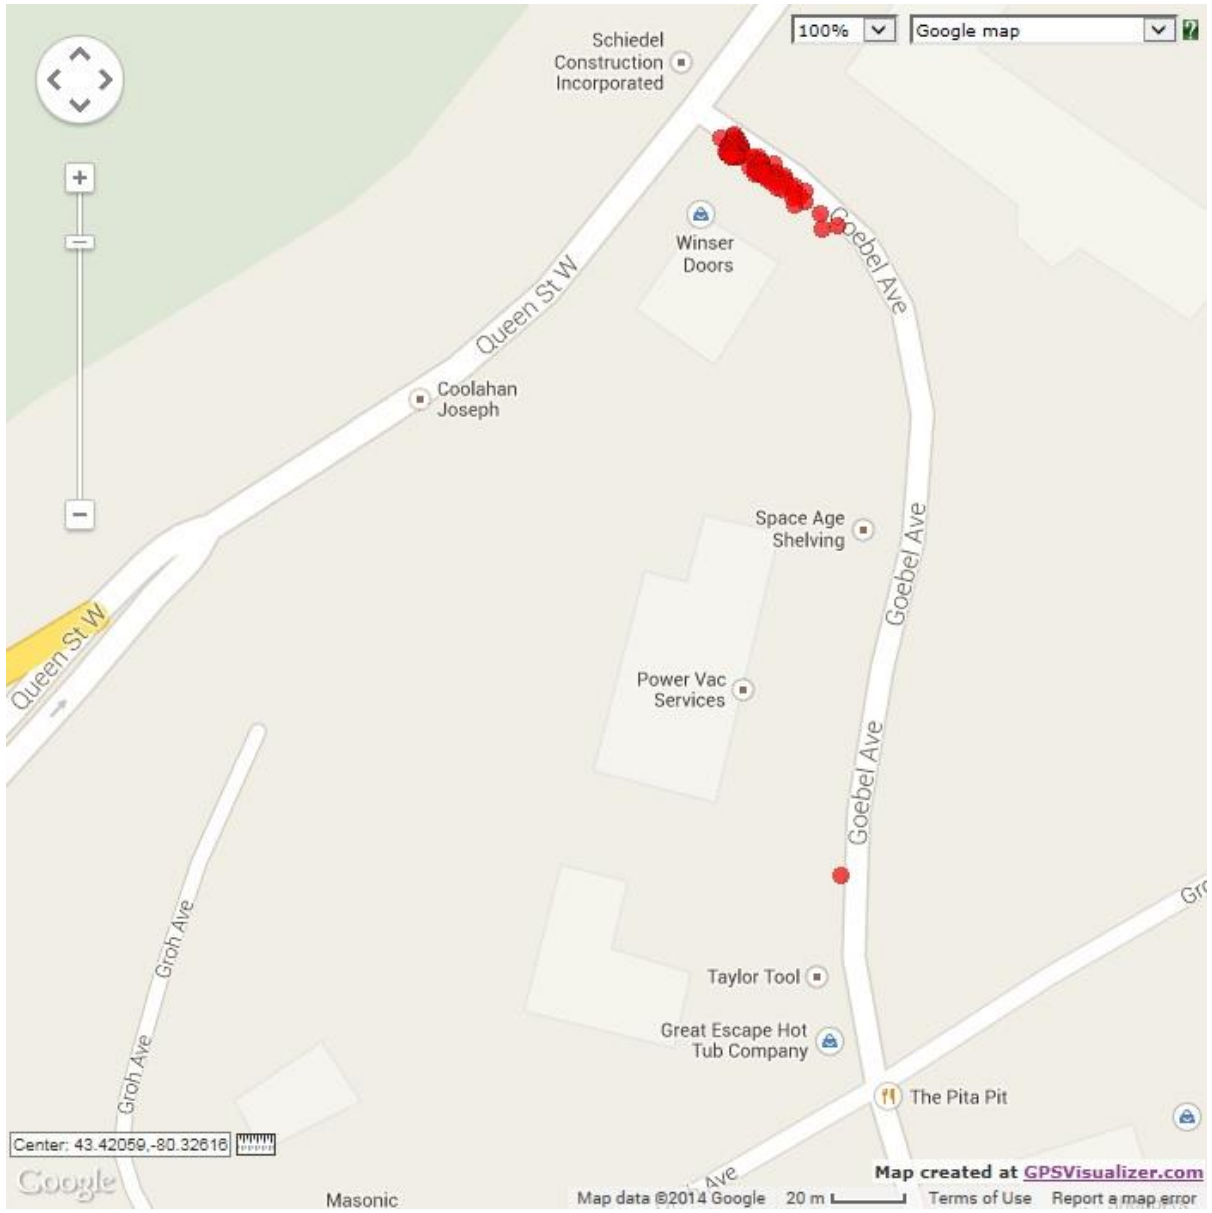 100%
Google map
?
Schiedel
Construction
Incorporated
Goebel Ave
Winser
Doors
Queen St W
Coolahan
Joseph
Space Age
Shelving
Goebel Ave
Queen St W
Power Vac
Services
Goebel Ave
Groh Ave
Taylor Tool
Great Escape Hot
Tub Company
Groh Ave
The Pita Pit
Center: 43.42059,-80.32616
Map created at GPSVisualizer.com
Google
Masonic
Map data ©2014 Google
20 m
Terms of Use
Report a map error